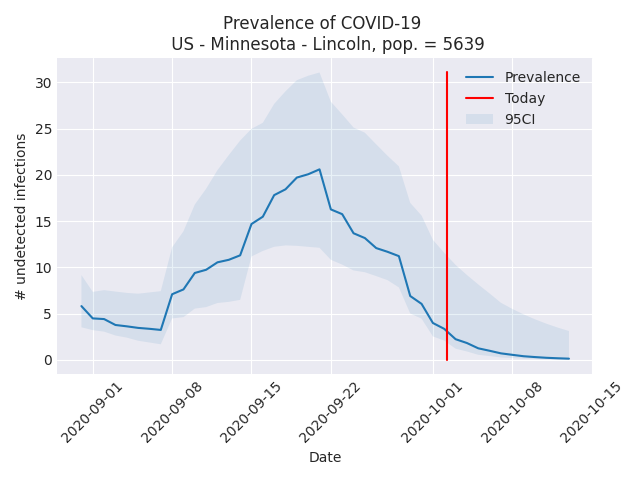 Prevalence of COVID-19
US - Minnesota - Lincoln, pop. = 5639
Prevalence
Today
95CI
# undetected infections
30
25
20
15
10
5
0
2020-09-01
2020-09-08
2020-09-15
2020-09-22
2020-10-01
2020-10-08
2020-10-15
Date